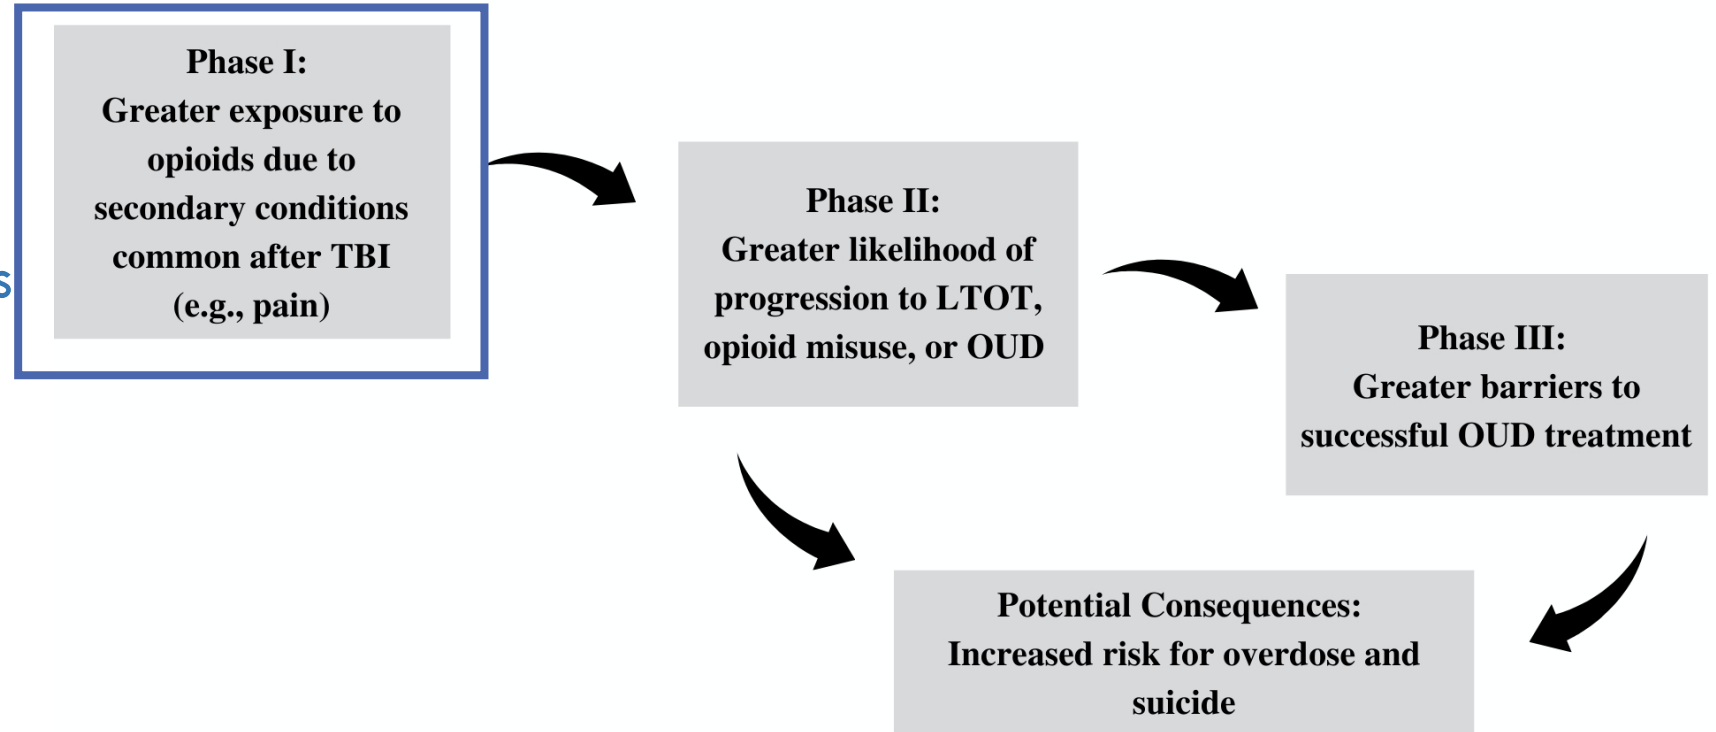 Phase I:
Greater exposure to
opioids due to
secondary conditions
common after TBI
(e.g., pain)
s
Phase II:
Greater likelihood of
progression to LTOT,
opioid misuse, or OUD
Phase III:
Greater barriers to
successful OUD treatment
Potential Consequences:
Increased risk for overdose and
suicide